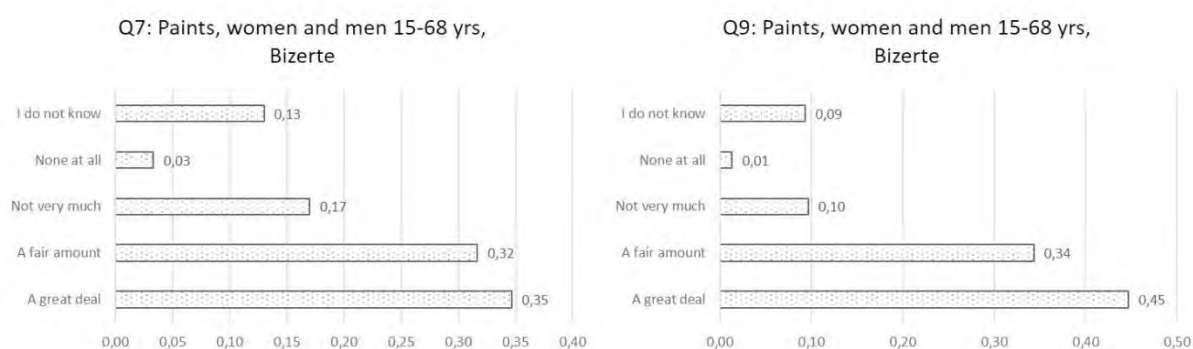 Q7: Paints, women and men 15-68 yrs,
Bizerte
I do not know
0,13
None at all
0,03
Not very much
0,17
A fair amount
0,32
A great deal
0,35
0,00 0,05 0,10 0,15 0,20 0,25 0,30 0,35 0,40
Q9: Paints, women and men 15-68 yrs,
Bizerte
I do not know
0,09
None at all
0,01
Not very much
0,10
A fair amount
0,34
A great deal
0,45
0,00 0,10 0,20 0,30 0,40 0,50